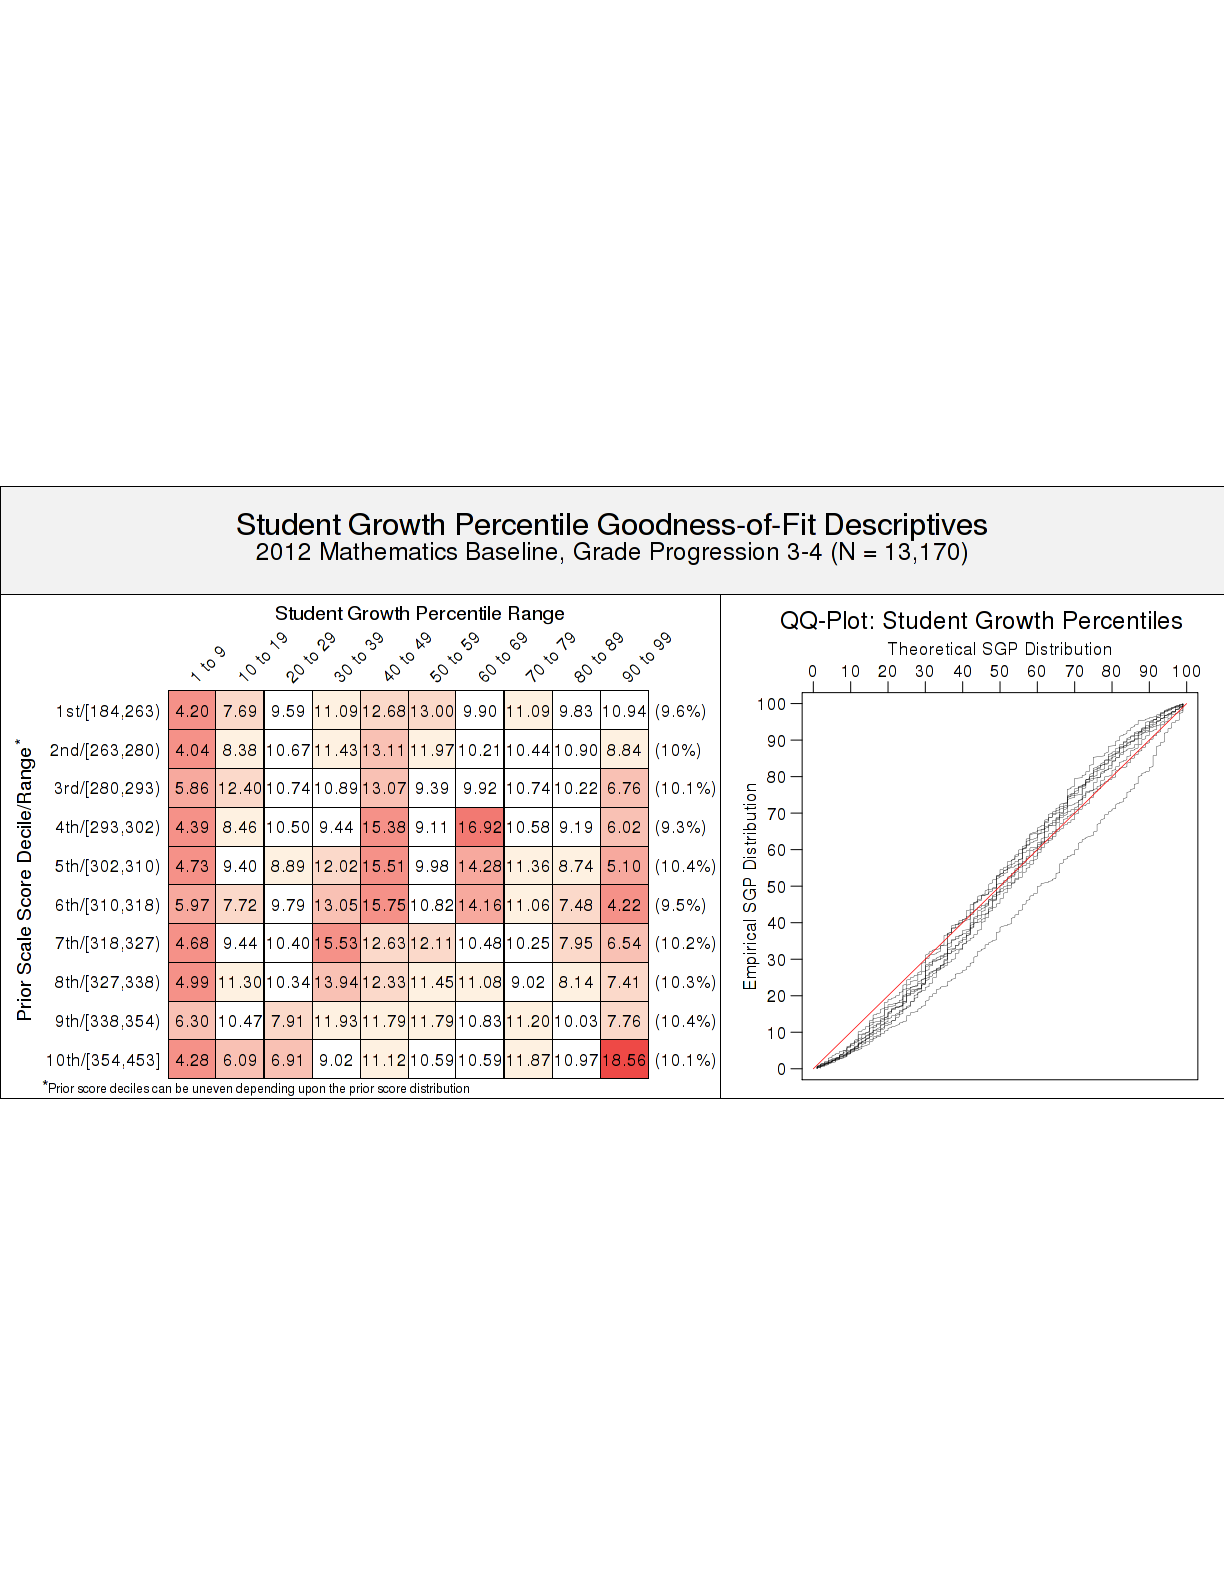 Student Growth Percentile Goodness-of-Fit Descriptives
2012 Mathematics Baseline, Grade Progression 3-4 (N = 13,170)
Student Growth Percentile Range
1 to 9 10 to 19 20 to 29 30 to 39 40 to 49 50 to 59 60 to 69 70 to 79 80 to 89 90 to 99
Prior Scale Score Decile/Range*
1st/[184,263) 4.20 7.69 9.59 11.09 12.68 13.00 9.90 11.09 9.83 10.94 (9.6%)
2nd/[263,280) 4.04 8.38 10.67 11.43 13.11 11.97 10.21 10.44 10.90 8.84 (10%)
3rd/[280,293) 5.86 12.40 10.74 10.89 13.07 9.39 9.92 10.74 10.22 6.76 (10.1%)
4th/[293,302) 4.39 8.46 10.50 9.44 15.38 9.11 16.92 10.58 9.19 6.02 (9.3%)
5th/[302,310) 4.73 9.40 8.89 12.02 15.51 9.98 14.28 11.36 8.74 5.10 (10.4%)
6th/[310,318) 5.97 7.72 9.79 13.05 15.75 10.82 14.16 11.06 7.48 4.22 (9.5%)
7th/[318,327) 4.68 9.44 10.40 15.53 12.63 12.11 10.48 10.25 7.95 6.54 (10.2%)
8th/[327,338) 4.99 11.30 10.34 13.94 12.33 11.45 11.08 9.02 8.14 7.41 (10.3%)
9th/[338,354) 6.30 10.47 7.91 11.93 11.79 11.79 10.83 11.20 10.03 7.76 (10.4%)
10th/[354,453] 4.28 6.09 6.91 9.02 11.12 10.59 10.59 11.87 10.97 18.56 (10.1%)
*Prior score deciles can be uneven depending upon the prior score distribution
QQ-Plot: Student Growth Percentiles
Theoretical SGP Distribution
0 10 20 30 40 50 60 70 80 90 100
Empirical SGP Distribution
100
90
80
70
60
50
40
30
20
10
0